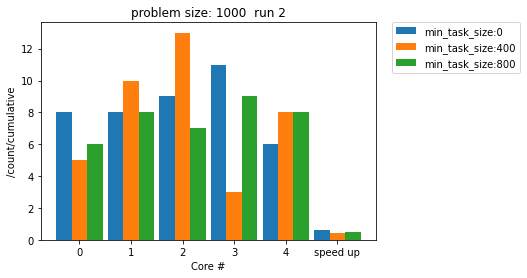 problem size: 1000  run 2
min_task_size:0
min_task_size:400
min_task_size:800
/count/cumulative
12
10
8
6
4
2
0
0 1 2 3 4 speed up
Core #